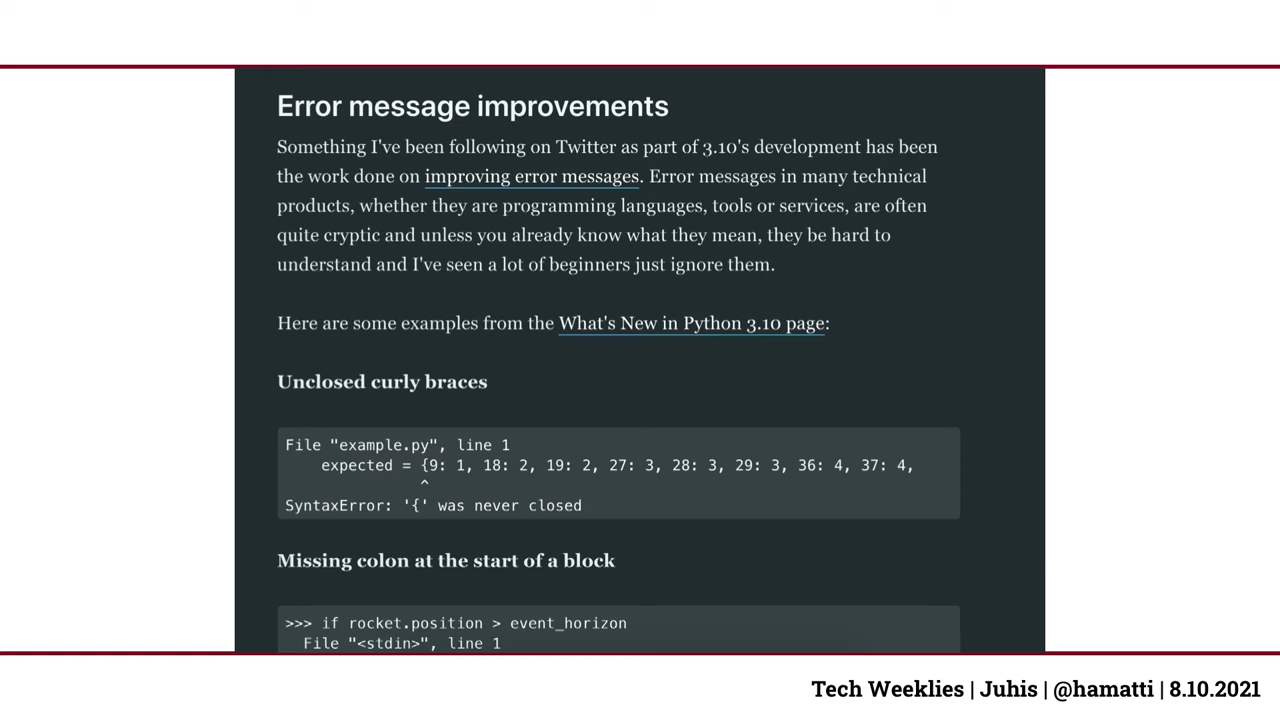 Error message improvements
Something I've been following on Twitter as part of 3.10's development has been
the work done on improving error messages. Error messages in many technical
products, whether they are programming languages, tools or services, are often
quite cryptic and unless you already know what they mean, they be hard to
understand and I've seen a lot of beginners just ignore them.
Here are some examples from the What's New in Python 3.10 page:
Unclosed curly braces
File "example.py", line 1
expected = {9: 1, 18: 2, 19: 2, 27: 3, 28: 3, 29: 3, 36: 4, 37: 4,
^
SyntaxError: '{' was never closed
Missing colon at the start of a block
>>> if rocket.position > event_horizon
File "<stdin>", line 1
Tech Weeklies | Juhis | @hamatti | 8.10.2021